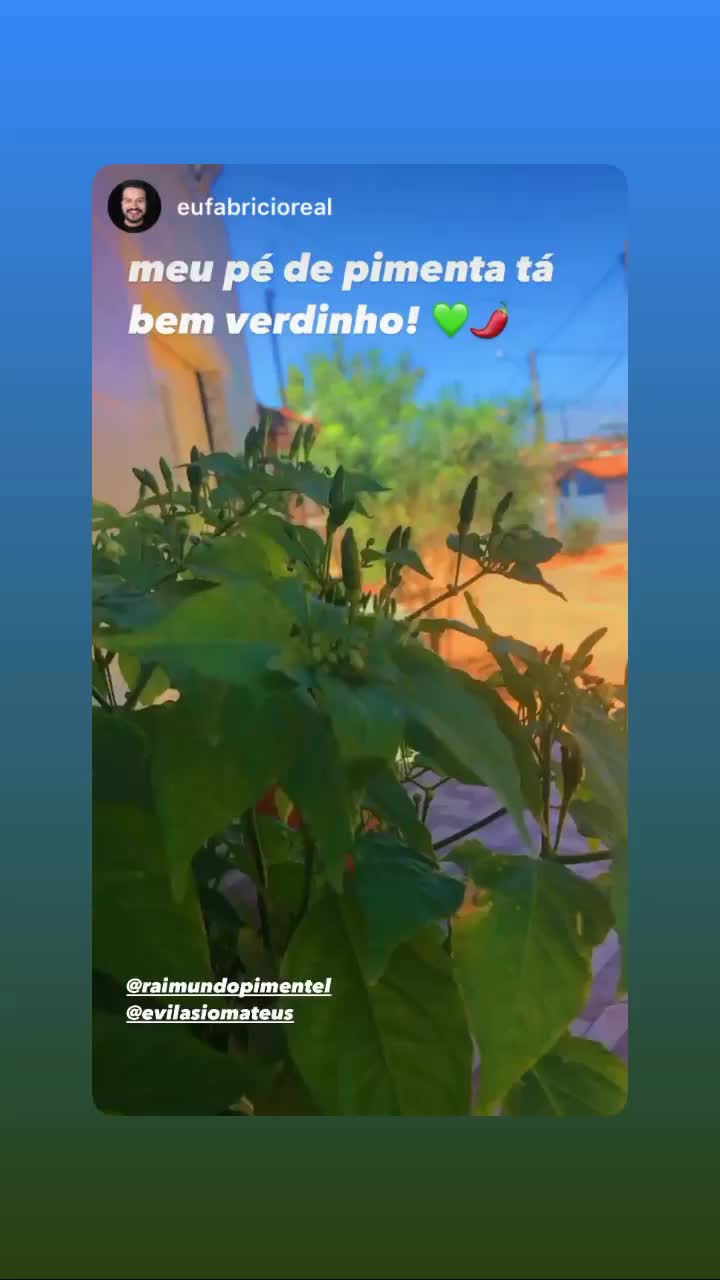 eufabricioreal
meu pé de pimenta tá
bem verdinho! 💚🌶️
@raimundopimentel
@evilasiomateus